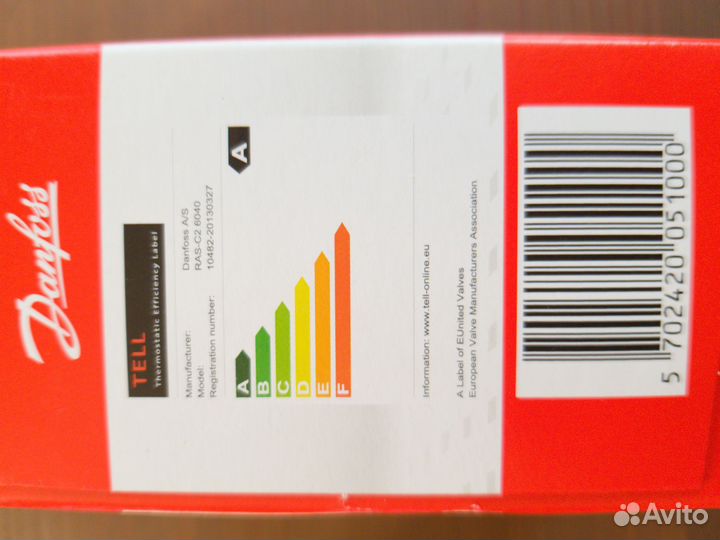 Danfoss
TELL
Thermostatic Efficiency Label
Manufacturer: Danfoss A/S
Model: RAS-C2 6040
Registration number: 10482-20130327
A
A
B
C
D
E
F
Information: www.tell-online.eu
A Label of EUnited Valves
European Valve Manufacturers Association
5 702420 051000
Avito